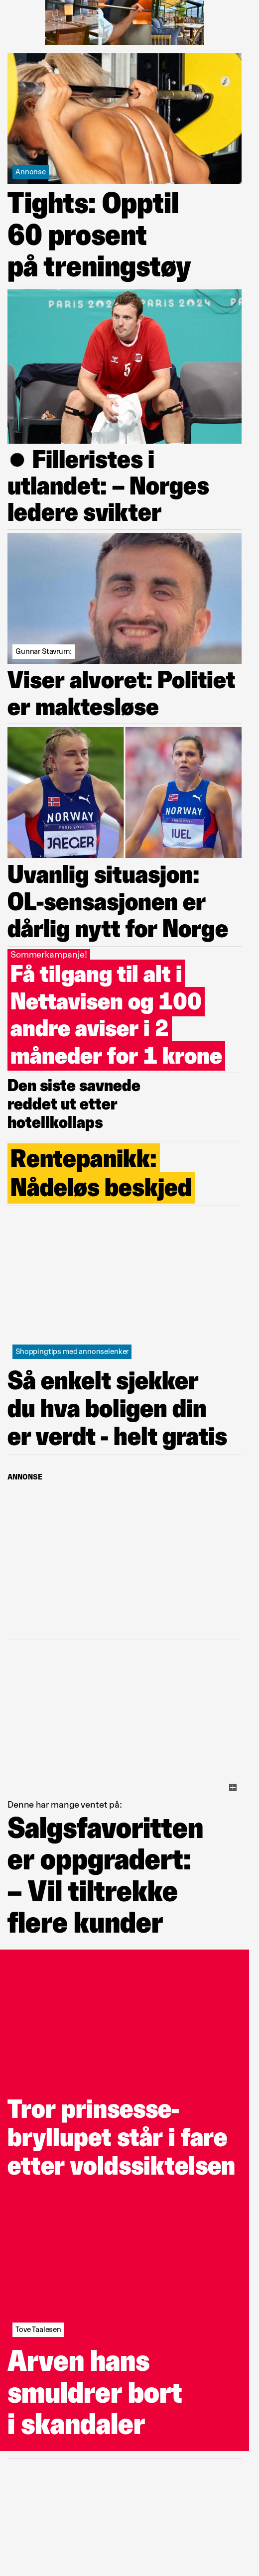 Annonse
Tights: Opptil
60 prosent
på treningstøy
PARIS 2024
PARIS 2024
5
● Filleristes i
utlandet: – Norges
ledere svikter
Gunnar Stavrum:
Viser alvoret: Politiet
er maktesløse
NORWAY
JAEGER
NORWAY
IUEL
Uvanlig situasjon:
OL-sensasjonen er
dårlig nytt for Norge
Sommerkampanje!
Få tilgang til alt i
Nettavisen og 100
andre aviser i 2
måneder for 1 krone
Den siste savnede
reddet ut etter
hotellkollaps
Rentepanikk:
Nådeløs beskjed
Shoppingtips med annonselenker
Så enkelt sjekker
du hva boligen din
er verdt - helt gratis
ANNONSE
Denne har mange ventet på:
Salgsfavoritten
er oppgradert:
– Vil tiltrekke
flere kunder
Tror prinsesse-
bryllupet står i fare
etter voldssiktelsen
Tove Taalesen
Arven hans
smuldrer bort
i skandaler